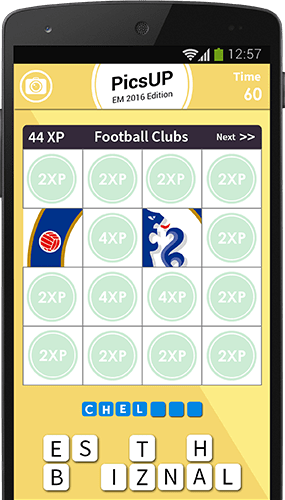 12:57
PicsUP
EM 2016 Edition
Time
60
44 XP Football Clubs Next >>
2XP 2XP 2XP 2XP
4XP 2XP
2XP 4XP 4XP 2XP
2XP 2XP 2XP 2XP
CHEL
E S T H
B I Z N A L